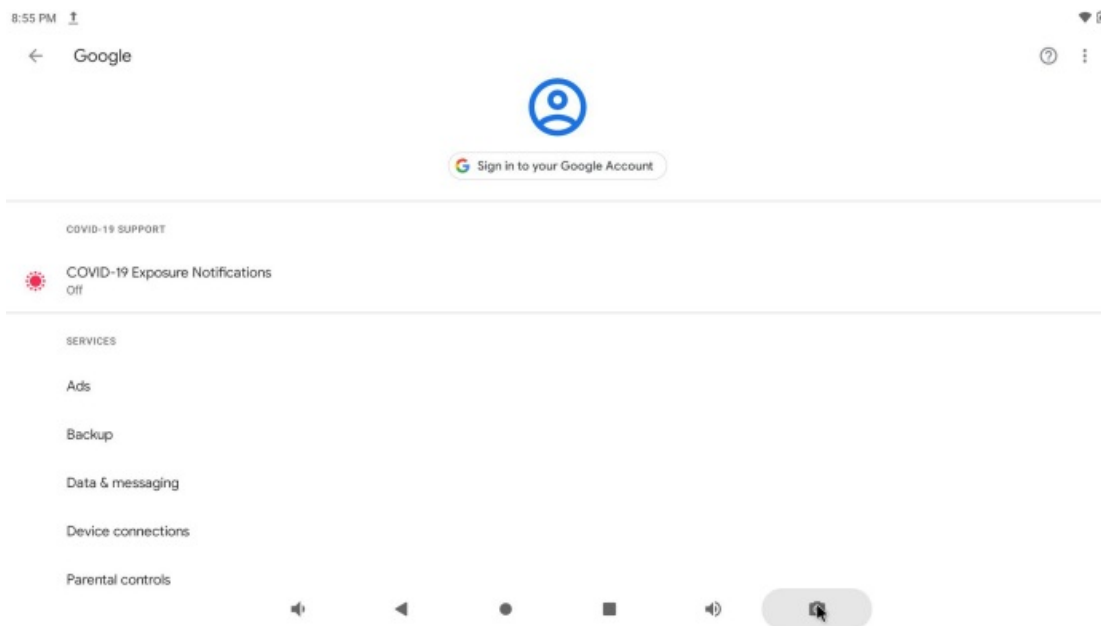 8:55 PM
Google
Sign in to your Google Account
COVID-19 SUPPORT
COVID-19 Exposure Notifications
Off
SERVICES
Ads
Backup
Data & messaging
Device connections
Parental controls